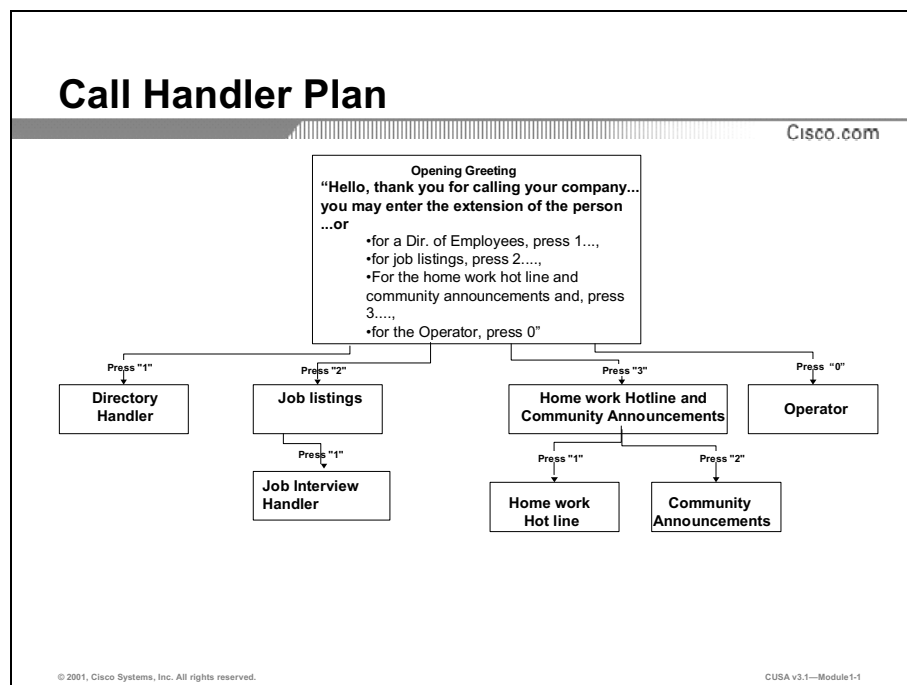 Call Handler Plan
Cisco.com
Opening Greeting
“Hello, thank you for calling your company...
you may enter the extension of the person
...or
•for a Dir. of Employees, press 1...,
•for job listings, press 2....,
•For the home work hot line and
community announcements and, press
3....,
•for the Operator, press 0”
Press "1"
Press "2"
Press "3"
Press “0”
Directory
Handler
Job listings
Home work Hotline and
Community Announcements
Operator
Press "1"
Press "1"
Press "2"
Job Interview
Handler
Home work
Hot line
Community
Announcements
© 2001, Cisco Systems, Inc. All rights reserved.
CUSA v3.1—Module1-1